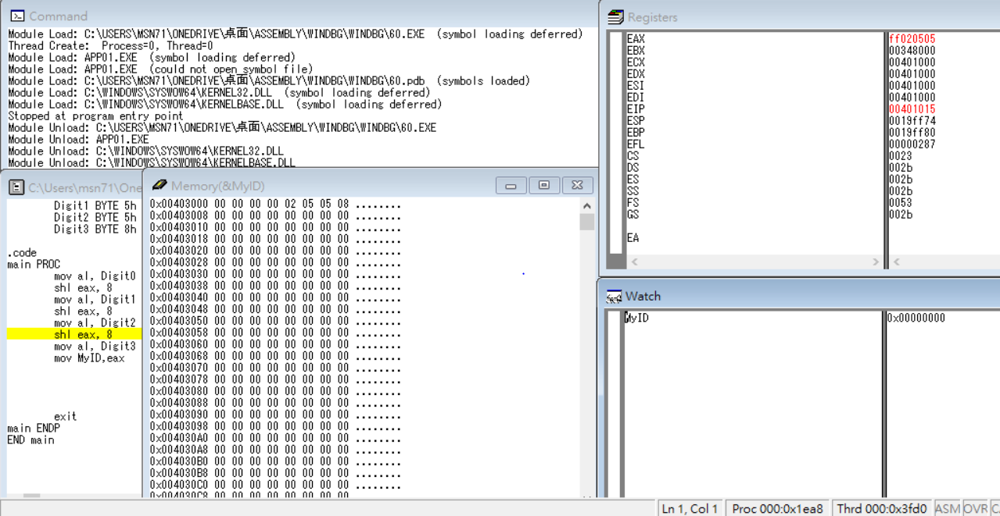 Command
Module Load: C:\USERS\MSN71\ONEDRIVE\桌面\ASSEMBLY\WINDBG\WINDBG\60.EXE (symbol loading deferred)
Thread Create: Process=0, Thread=0
Module Load: APP01.EXE (symbol loading deferred)
Module Load: APP01.EXE (could not open symbol file)
Module Load: C:\USERS\MSN71\ONEDRIVE\桌面\ASSEMBLY\WINDBG\WINDBG\60.pdb (symbols loaded)
Module Load: C:\WINDOWS\SYSWOW64\KERNEL32.DLL (symbol loading deferred)
Module Load: C:\WINDOWS\SYSWOW64\KERNELBASE.DLL (symbol loading deferred)
Stopped at program entry point
Module Unload: C:\USERS\MSN71\ONEDRIVE\桌面\ASSEMBLY\WINDBG\WINDBG\60.EXE
Module Unload: APP01.EXE
Module Unload: C:\WINDOWS\SYSWOW64\KERNEL32.DLL
Module Unload: C:\WINDOWS\SYSWOW64\KERNELBASE.DLL
C:\Users\msn71\One
Digit1 BYTE 5h
Digit2 BYTE 5h
Digit3 BYTE 8h
.code
main PROC
mov al, Digit0
shl eax, 8
mov al, Digit1
shl eax, 8
mov al, Digit2
shl eax, 8
mov al, Digit3
mov MyID,eax
exit
main ENDP
END main
Memory(&MyID)
0x00403000 00 00 00 00 02 05 05 08 ........
0x00403008 00 00 00 00 00 00 00 00 ........
0x00403010 00 00 00 00 00 00 00 00 ........
0x00403018 00 00 00 00 00 00 00 00 ........
0x00403020 00 00 00 00 00 00 00 00 ........
0x00403028 00 00 00 00 00 00 00 00 ........
0x00403030 00 00 00 00 00 00 00 00 ........
0x00403038 00 00 00 00 00 00 00 00 ........
0x00403040 00 00 00 00 00 00 00 00 ........
0x00403048 00 00 00 00 00 00 00 00 ........
0x00403050 00 00 00 00 00 00 00 00 ........
0x00403058 00 00 00 00 00 00 00 00 ........
0x00403060 00 00 00 00 00 00 00 00 ........
0x00403068 00 00 00 00 00 00 00 00 ........
0x00403070 00 00 00 00 00 00 00 00 ........
0x00403078 00 00 00 00 00 00 00 00 ........
0x00403080 00 00 00 00 00 00 00 00 ........
0x00403088 00 00 00 00 00 00 00 00 ........
0x00403090 00 00 00 00 00 00 00 00 ........
0x00403098 00 00 00 00 00 00 00 00 ........
0x004030A0 00 00 00 00 00 00 00 00 ........
0x004030A8 00 00 00 00 00 00 00 00 ........
0x004030B0 00 00 00 00 00 00 00 00 ........
0x004030B8 00 00 00 00 00 00 00 00 ........
0x004030C0 00 00 00 00 00 00 00 00 ........
0x004030C8 00 00 00 00 00 00 00 00 ........
Registers
EAX ff020505
EBX 00348000
ECX 00401000
EDX 00401000
ESI 00401000
EDI 00401000
EIP 00401015
ESP 0019ff74
EBP 0019ff80
EFL 00000287
CS 0023
DS 002b
ES 002b
SS 002b
FS 0053
GS 002b
EA
Watch
MyID 0x00000000
Ln 1, Col 1 Proc 000:0x1ea8 Thrd 000:0x3fd0 ASM OVR